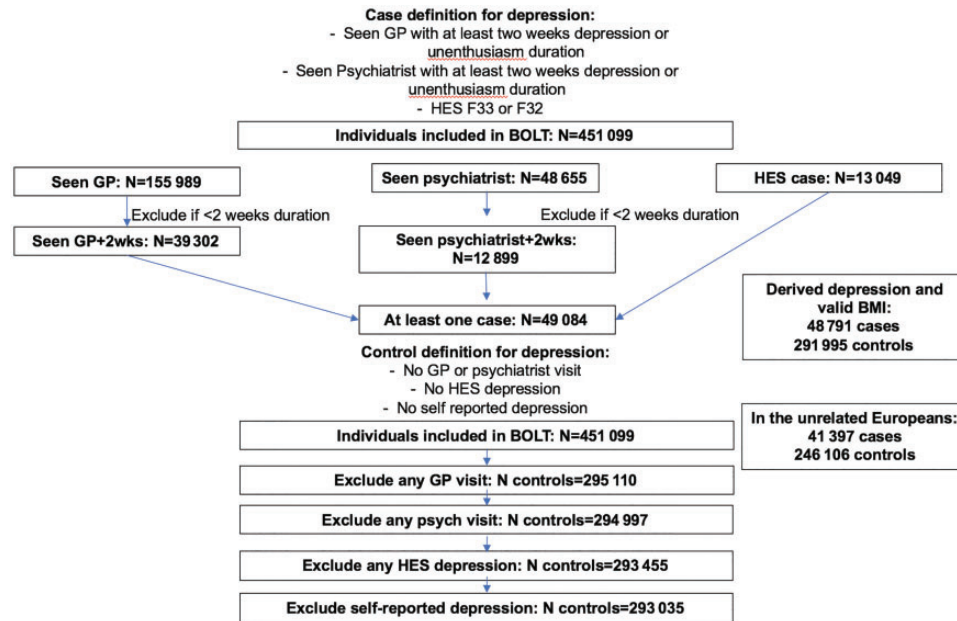 Case definition for depression:
- Seen GP with at least two weeks depression or
unenthusiasm duration
- Seen Psychiatrist with at least two weeks depression or
unenthusiasm duration
- HES F33 or F32
Individuals included in BOLT: N=451 099
Seen GP: N=155 989
Seen psychiatrist: N=48 655
HES case: N=13 049
Exclude if <2 weeks duration
Exclude if <2 weeks duration
Seen GP+2wks: N=39 302
Seen psychiatrist+2wks:
N=12 899
At least one case: N=49 084
Derived depression and
valid BMI:
48 791 cases
291 995 controls
Control definition for depression:
- No GP or psychiatrist visit
- No HES depression
- No self reported depression
In the unrelated Europeans:
41 397 cases
246 106 controls
Individuals included in BOLT: N=451 099
Exclude any GP visit: N controls=295 110
Exclude any psych visit: N controls=294 997
Exclude any HES depression: N controls=293 455
Exclude self-reported depression: N controls=293 035